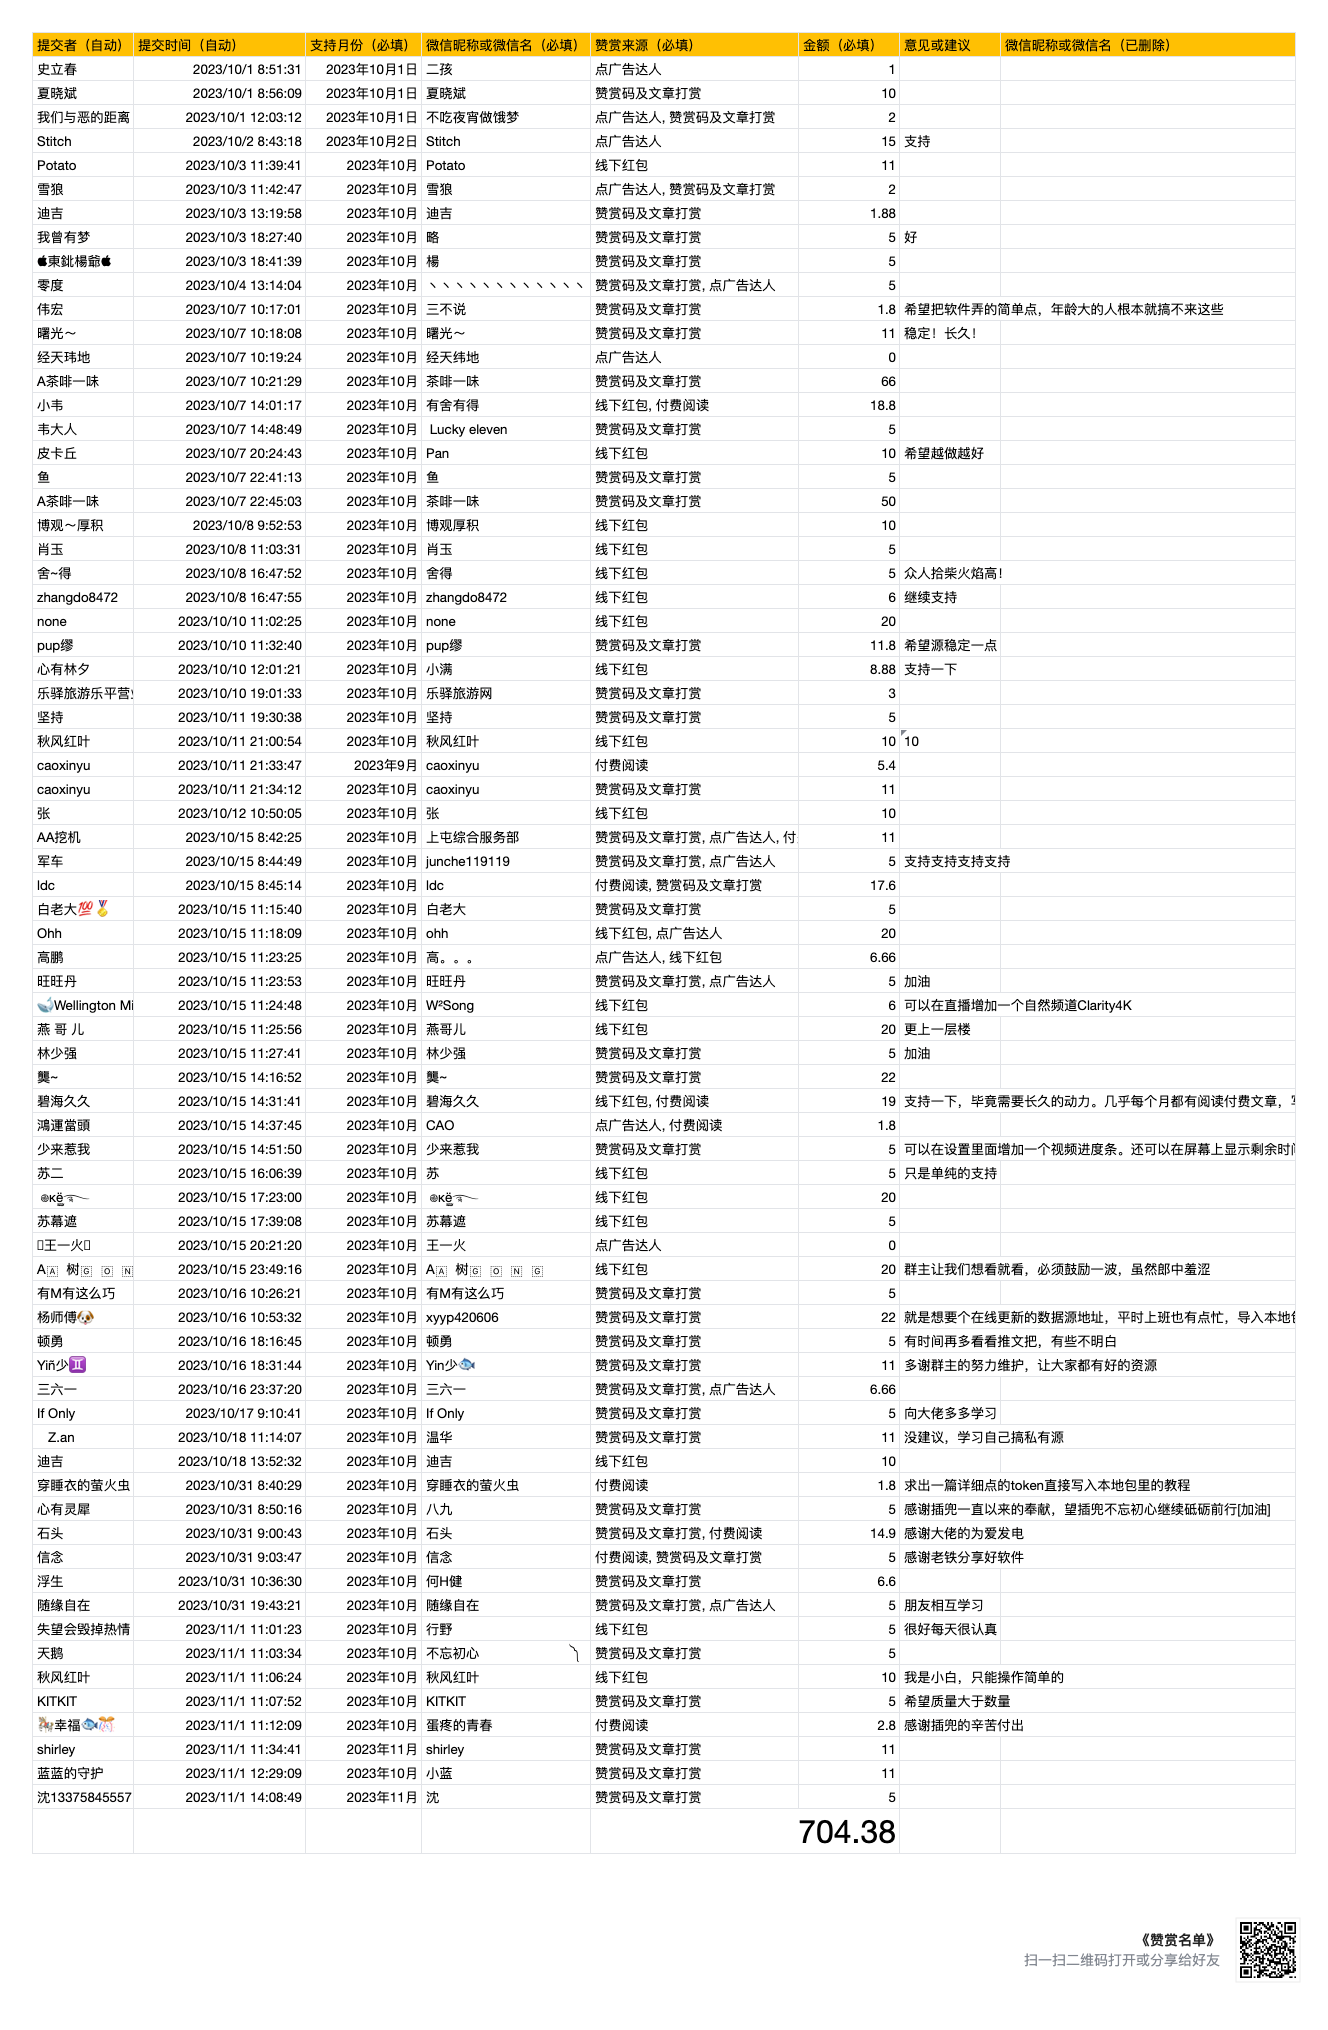 提交者（自动） 提交时间（自动） 支持月份（必填） 微信昵称或微信名（必填） 赞赏来源（必填） 金额（必填） 意见或建议 微信昵称或微信名（已删除）
史立春 2023/10/1 8:51:31 2023年10月1日 二孩 点广告达人 1
夏晓斌 2023/10/1 8:56:09 2023年10月1日 夏晓斌 赞赏码及文章打赏 10
我们与恶的距离 2023/10/1 12:03:12 2023年10月1日 不吃夜宵做饿梦 点广告达人, 赞赏码及文章打赏 2
Stitch 2023/10/2 8:43:18 2023年10月2日 Stitch 点广告达人 15 支持
Potato 2023/10/3 11:39:41 2023年10月 Potato 线下红包 11
雪狼 2023/10/3 11:42:47 2023年10月 雪狼 点广告达人, 赞赏码及文章打赏 2
迪吉 2023/10/3 13:19:58 2023年10月 迪吉 赞赏码及文章打赏 1.88
我曾有梦 2023/10/3 18:27:40 2023年10月 略 赞赏码及文章打赏 5 好
東釓楊爺 2023/10/3 18:41:39 2023年10月 楊 赞赏码及文章打赏 5
零度 2023/10/4 13:14:04 2023年10月 丶丶丶丶丶丶丶丶丶丶丶丶 赞赏码及文章打赏, 点广告达人 5
伟宏 2023/10/7 10:17:01 2023年10月 三不说 赞赏码及文章打赏 1.8 希望把软件弄的简单点，年龄大的人根本就搞不来这些
曙光～ 2023/10/7 10:18:08 2023年10月 曙光～ 赞赏码及文章打赏 11 稳定！长久！
经天玮地 2023/10/7 10:19:24 2023年10月 经天纬地 点广告达人 0
A茶啡一味 2023/10/7 10:21:29 2023年10月 茶啡一味 赞赏码及文章打赏 66
小韦 2023/10/7 14:01:17 2023年10月 有舍有得 线下红包, 付费阅读 18.8
韦大人 2023/10/7 14:48:49 2023年10月 Lucky eleven 赞赏码及文章打赏 5
皮卡丘 2023/10/7 20:24:43 2023年10月 Pan 线下红包 10 希望越做越好
鱼 2023/10/7 22:41:13 2023年10月 鱼 赞赏码及文章打赏 5
A茶啡一味 2023/10/7 22:45:03 2023年10月 茶啡一味 赞赏码及文章打赏 50
博观～厚积 2023/10/8 9:52:53 2023年10月 博观厚积 线下红包 10
肖玉 2023/10/8 11:03:31 2023年10月 肖玉 线下红包 5
舍~得 2023/10/8 16:47:52 2023年10月 舍得 线下红包 5 众人拾柴火焰高！
zhangdo8472 2023/10/8 16:47:55 2023年10月 zhangdo8472 线下红包 6 继续支持
none 2023/10/10 11:02:25 2023年10月 none 线下红包 20
pup缪 2023/10/10 11:32:40 2023年10月 pup缪 赞赏码及文章打赏 11.8 希望源稳定一点
心有林夕 2023/10/10 12:01:21 2023年10月 小满 线下红包 8.88 支持一下
乐驿旅游乐平营 2023/10/10 19:01:33 2023年10月 乐驿旅游网 赞赏码及文章打赏 3
坚持 2023/10/11 19:30:38 2023年10月 坚持 赞赏码及文章打赏 5
秋风红叶 2023/10/11 21:00:54 2023年10月 秋风红叶 线下红包 10 10
caoxinyu 2023/10/11 21:33:47 2023年9月 caoxinyu 付费阅读 5.4
caoxinyu 2023/10/11 21:34:12 2023年10月 caoxinyu 赞赏码及文章打赏 11
张 2023/10/12 10:50:05 2023年10月 张 线下红包 10
AA挖机 2023/10/15 8:42:25 2023年10月 上屯综合服务部 赞赏码及文章打赏, 点广告达人, 付 11
军车 2023/10/15 8:44:49 2023年10月 junche119119 赞赏码及文章打赏, 点广告达人 5 支持支持支持支持
ldc 2023/10/15 8:45:14 2023年10月 ldc 付费阅读, 赞赏码及文章打赏 17.6
白老大💯🏅 2023/10/15 11:15:40 2023年10月 白老大 赞赏码及文章打赏 5
Ohh 2023/10/15 11:18:09 2023年10月 ohh 线下红包, 点广告达人 20
高鹏 2023/10/15 11:23:25 2023年10月 高。。。 点广告达人, 线下红包 6.66
旺旺丹 2023/10/15 11:23:53 2023年10月 旺旺丹 赞赏码及文章打赏, 点广告达人 5 加油
Wellington Mi 2023/10/15 11:24:48 2023年10月 W²Song 线下红包 6 可以在直播增加一个自然频道Clarity4K
燕 哥 儿 2023/10/15 11:25:56 2023年10月 燕哥儿 线下红包 20 更上一层楼
林少强 2023/10/15 11:27:41 2023年10月 林少强 赞赏码及文章打赏 5 加油
龑~ 2023/10/15 14:16:52 2023年10月 龑~ 赞赏码及文章打赏 22
碧海久久 2023/10/15 14:31:41 2023年10月 碧海久久 线下红包, 付费阅读 19 支持一下，毕竟需要长久的动力。几乎每个月都有阅读付费文章，
鴻運當頭 2023/10/15 14:37:45 2023年10月 CAO 点广告达人, 付费阅读 1.8
少来惹我 2023/10/15 14:51:50 2023年10月 少来惹我 赞赏码及文章打赏 5 可以在设置里面增加一个视频进度条。还可以在屏幕上显示剩余时间
苏二 2023/10/15 16:06:39 2023年10月 苏 线下红包 5 只是单纯的支持
2023/10/15 17:23:00 2023年10月 线下红包 20
苏幕遮 2023/10/15 17:39:08 2023年10月 苏幕遮 线下红包 5
王一火 2023/10/15 20:21:20 2023年10月 王一火 点广告达人 0
A🄰 树🄶 🄾 🄽 2023/10/15 23:49:16 2023年10月 A🄰 树🄶 🄾 🄽 🄶 线下红包 20 群主让我们想看就看，必须鼓励一波，虽然郎中羞涩
有M有这么巧 2023/10/16 10:26:21 2023年10月 有M有这么巧 赞赏码及文章打赏 5
杨师傅🐶 2023/10/16 10:53:32 2023年10月 xyyp420606 赞赏码及文章打赏 22 就是想要个在线更新的数据源地址，平时上班也有点忙，导入本地包
顿勇 2023/10/16 18:16:45 2023年10月 顿勇 赞赏码及文章打赏 5 有时间再多看看推文把，有些不明白
Yiñ少♊ 2023/10/16 18:31:44 2023年10月 Yin少🐟 赞赏码及文章打赏 11 多谢群主的努力维护，让大家都有好的资源
三六一 2023/10/16 23:37:20 2023年10月 三六一 赞赏码及文章打赏, 点广告达人 6.66
If Only 2023/10/17 9:10:41 2023年10月 If Only 赞赏码及文章打赏 5 向大佬多多学习
Z.an 2023/10/18 11:14:07 2023年10月 温华 赞赏码及文章打赏 11 没建议，学习自己搞私有源
迪吉 2023/10/18 13:52:32 2023年10月 迪吉 线下红包 10
穿睡衣的萤火虫 2023/10/31 8:40:29 2023年10月 穿睡衣的萤火虫 付费阅读 1.8 求出一篇详细点的token直接写入本地包里的教程
心有灵犀 2023/10/31 8:50:16 2023年10月 八九 赞赏码及文章打赏 5 感谢插兜一直以来的奉献，望插兜不忘初心继续砥砺前行[加油]
石头 2023/10/31 9:00:43 2023年10月 石头 赞赏码及文章打赏, 付费阅读 14.9 感谢大佬的为爱发电
信念 2023/10/31 9:03:47 2023年10月 信念 付费阅读, 赞赏码及文章打赏 5 感谢老铁分享好软件
浮生 2023/10/31 10:36:30 2023年10月 何H健 赞赏码及文章打赏 6.6
随缘自在 2023/10/31 19:43:21 2023年10月 随缘自在 赞赏码及文章打赏, 点广告达人 5 朋友相互学习
失望会毁掉热情 2023/11/1 11:01:23 2023年10月 行野 线下红包 5 很好每天很认真
天鹅 2023/11/1 11:03:34 2023年10月 不忘初心 赞赏码及文章打赏 5
秋风红叶 2023/11/1 11:06:24 2023年10月 秋风红叶 线下红包 10 我是小白，只能操作简单的
KITKIT 2023/11/1 11:07:52 2023年10月 KITKIT 赞赏码及文章打赏 5 希望质量大于数量
幸福🐟🎊 2023/11/1 11:12:09 2023年10月 蛋疼的青春 付费阅读 2.8 感谢插兜的辛苦付出
shirley 2023/11/1 11:34:41 2023年11月 shirley 赞赏码及文章打赏 11
蓝蓝的守护 2023/11/1 12:29:09 2023年10月 小蓝 赞赏码及文章打赏 11
沈13375845557 2023/11/1 14:08:49 2023年11月 沈 赞赏码及文章打赏 5
704.38
《赞赏名单》
扫一扫二维码打开或分享给好友